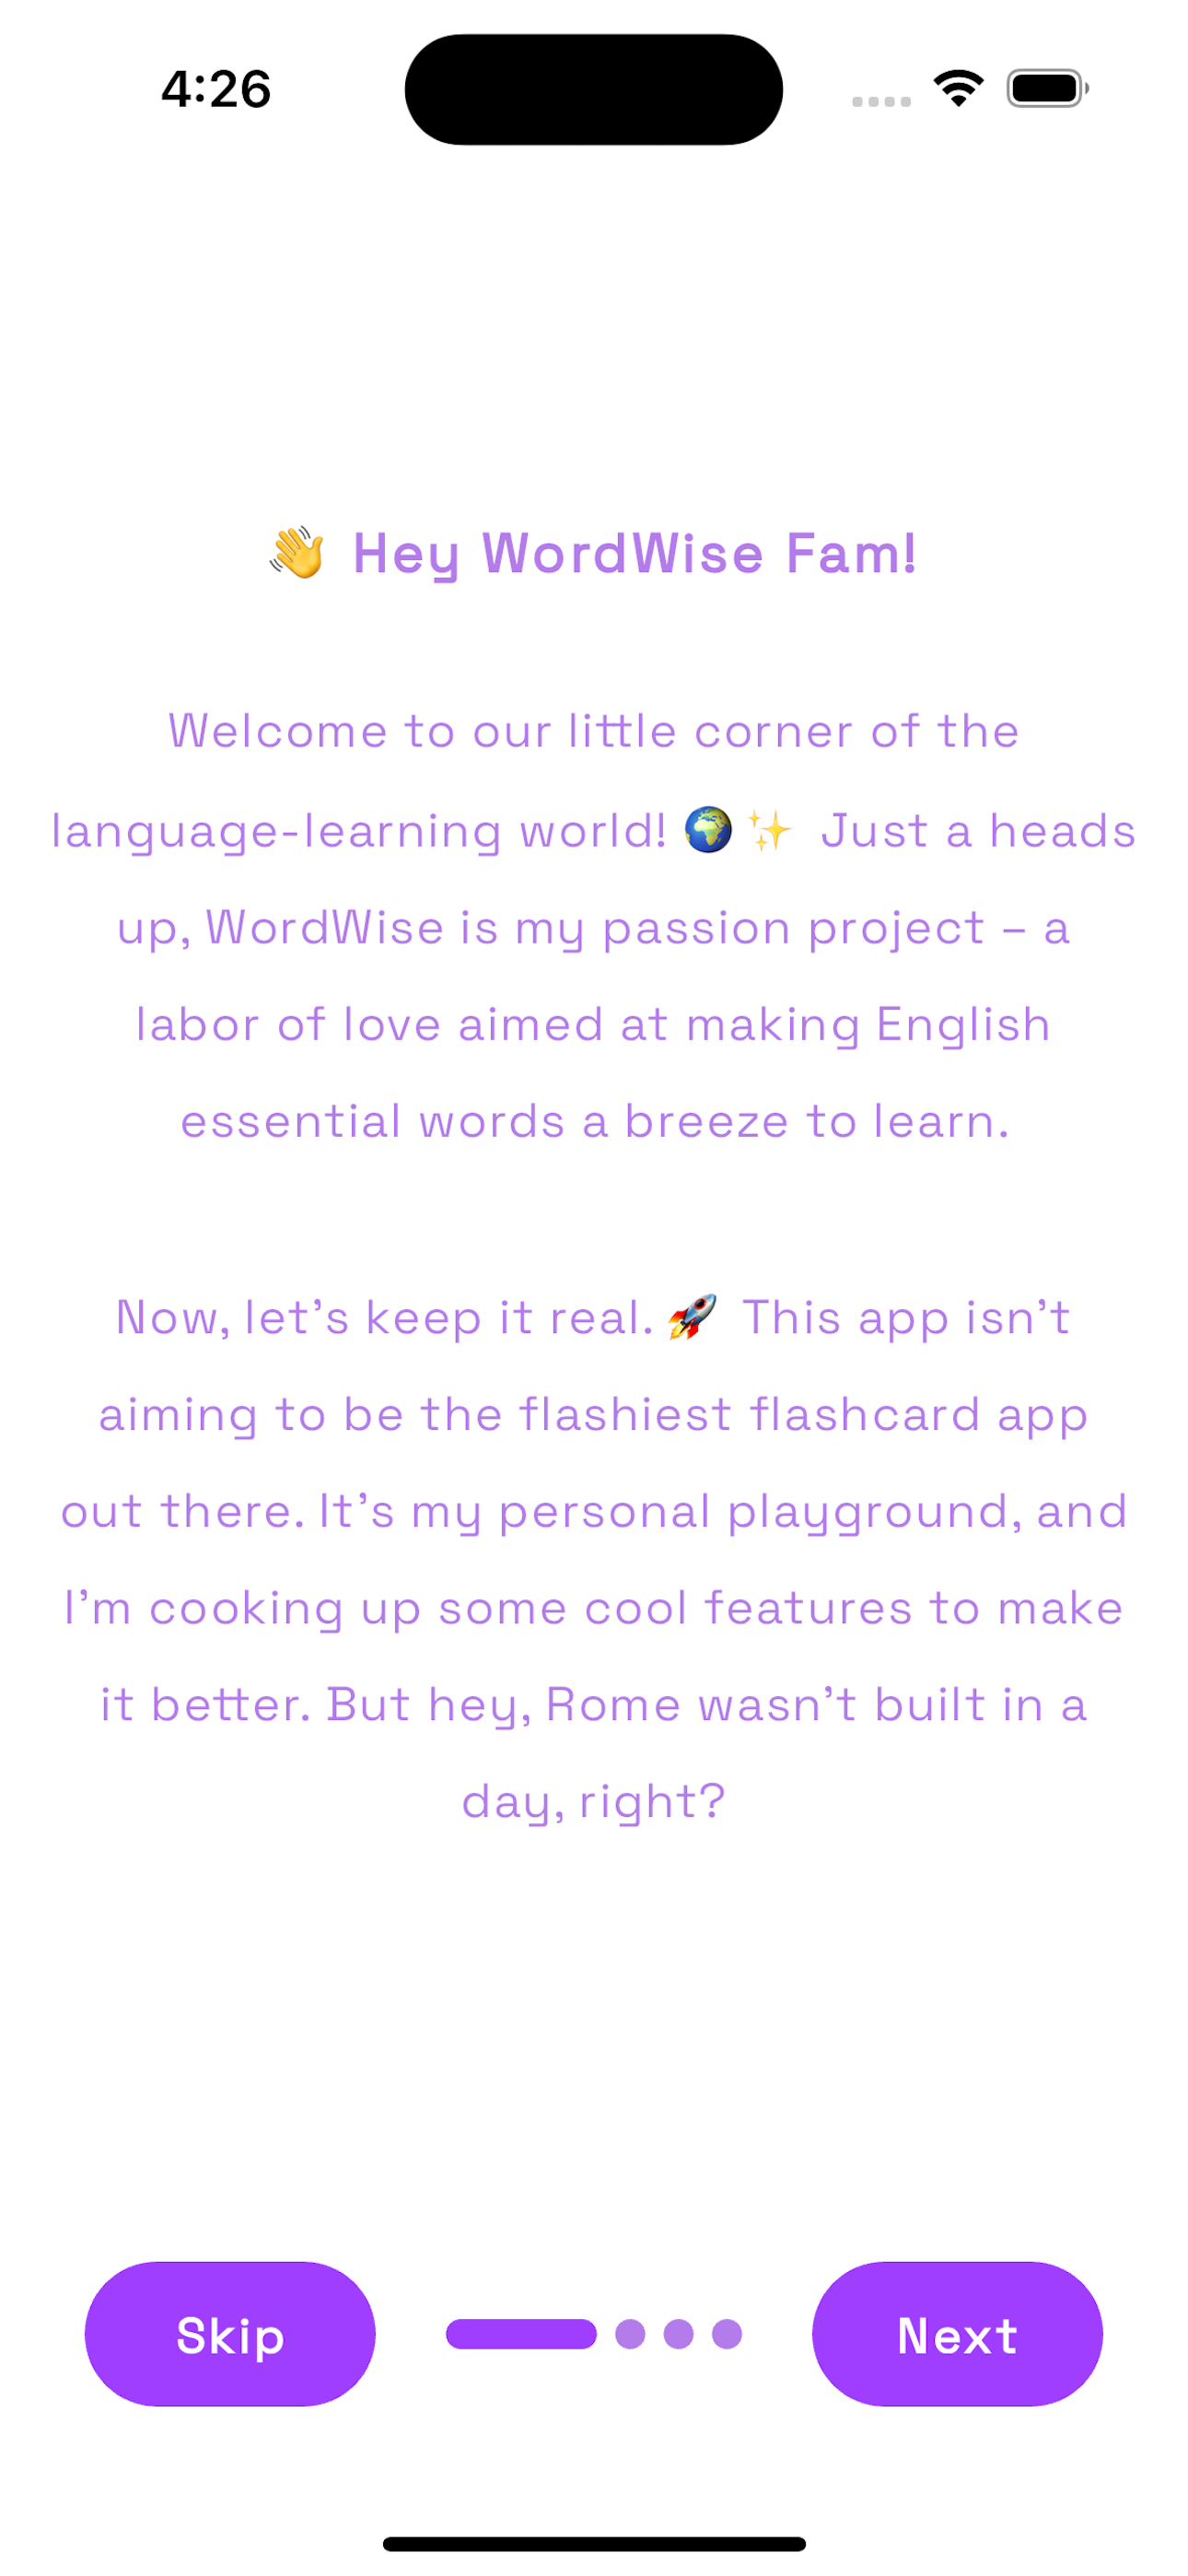 4:26
👋 Hey WordWise Fam!
Welcome to our little corner of the
language-learning world! 🌍✨ Just a heads
up, WordWise is my passion project – a
labor of love aimed at making English
essential words a breeze to learn.
Now, let’s keep it real. 🚀 This app isn’t
aiming to be the flashiest flashcard app
out there. It’s my personal playground, and
I’m cooking up some cool features to make
it better. But hey, Rome wasn’t built in a
day, right?
Skip
Next